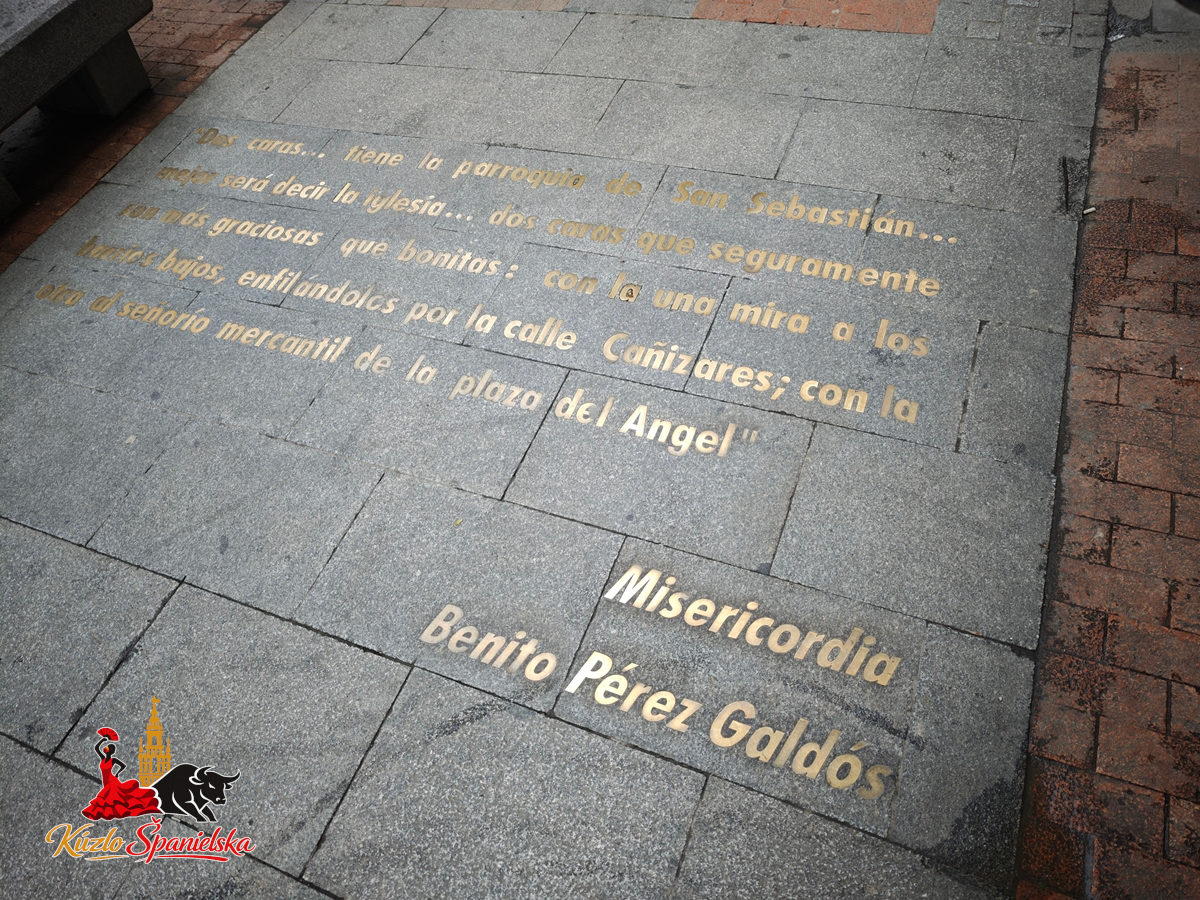 "Dos caras... tiene la parroquia de San Sebastián...
mejor será decir la iglesia... dos caras que seguramente
son más graciosas que bonitas: con la una mira a los
barrios bajos, enfilándolos por la calle Cañizares; con la
otra al señorío mercantil de la plaza del Angel"
Misericordia
Benito Pérez Galdós
Kúzlo Španielska